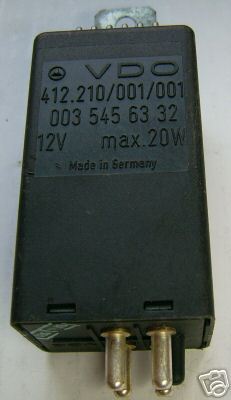 VDO
412.210/001/001
003 545 63 32
12V max.20W
Made in Germany